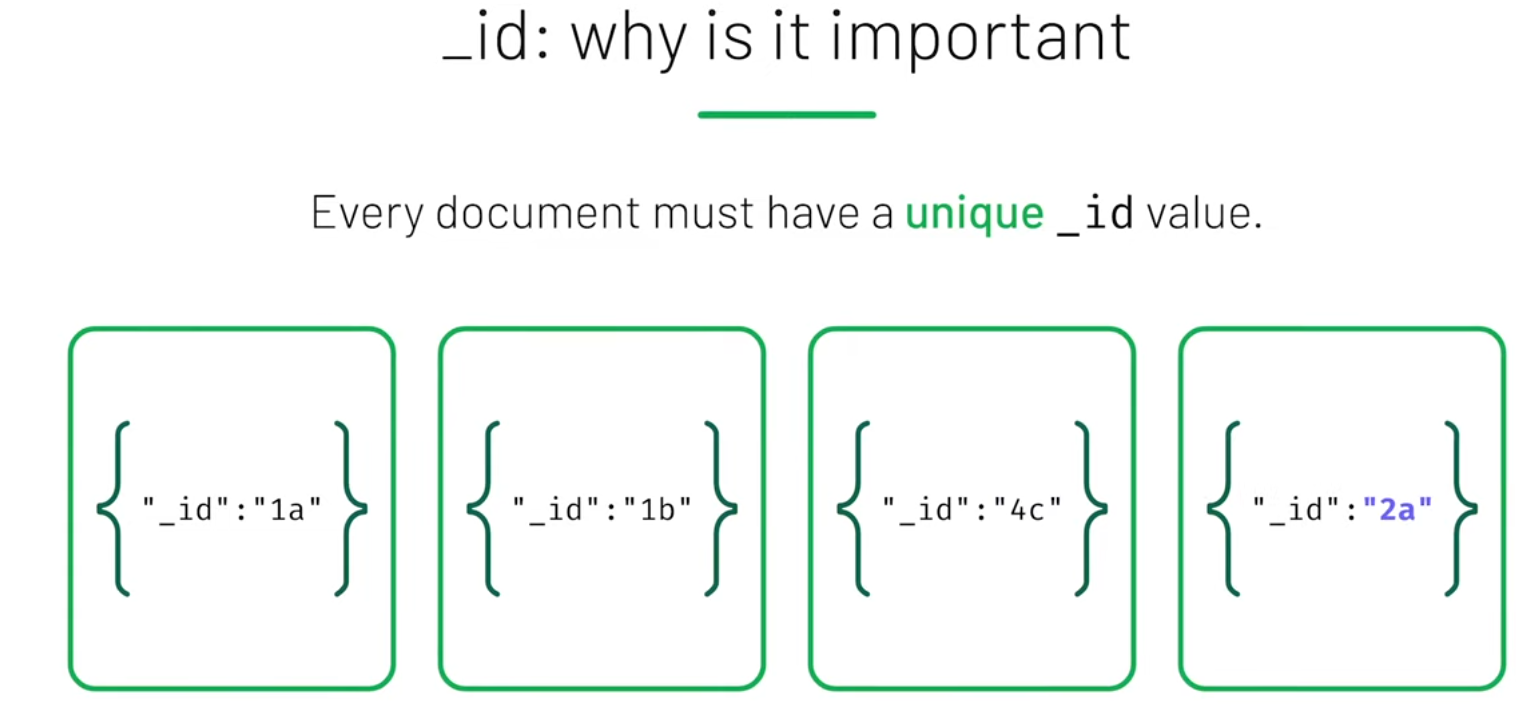 _id: why is it important
Every document must have a unique _id value.
{ "_id":"1a" } { "_id":"1b" } { "_id":"4c" } { "_id":"2a" }